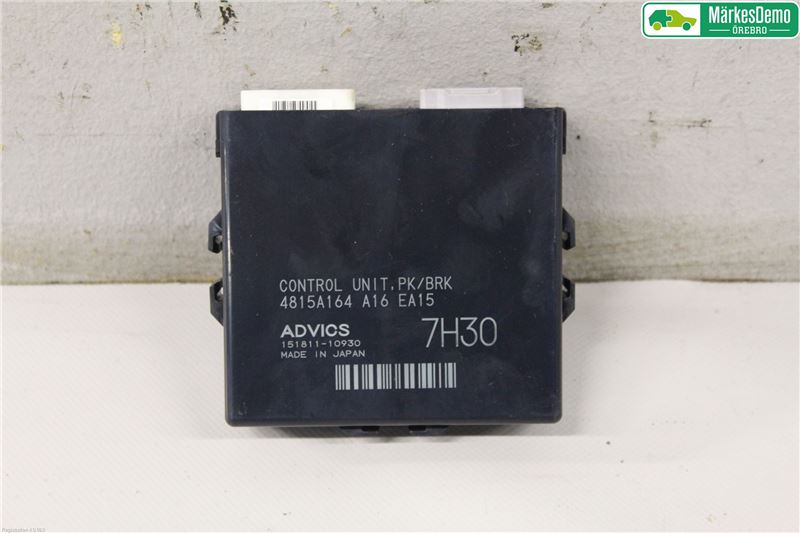 MärkesDemo
ÖREBRO
CONTROL UNIT,PK/BRK
4815A164 A16 EA15
ADVICS
7H30
151811-10930
MADE IN JAPAN